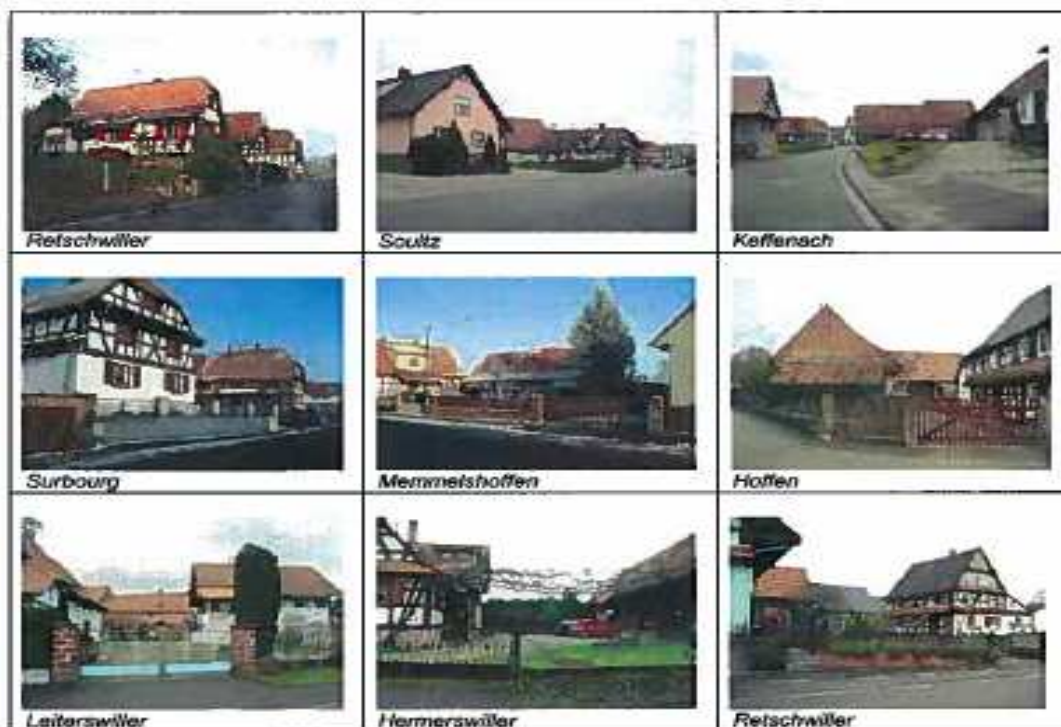 Retschwiller
Soultz
Keffenach
Surbourg
Memmelshoffen
Hoffen
Leiterswiller
Hermerswiller
Retschwiller